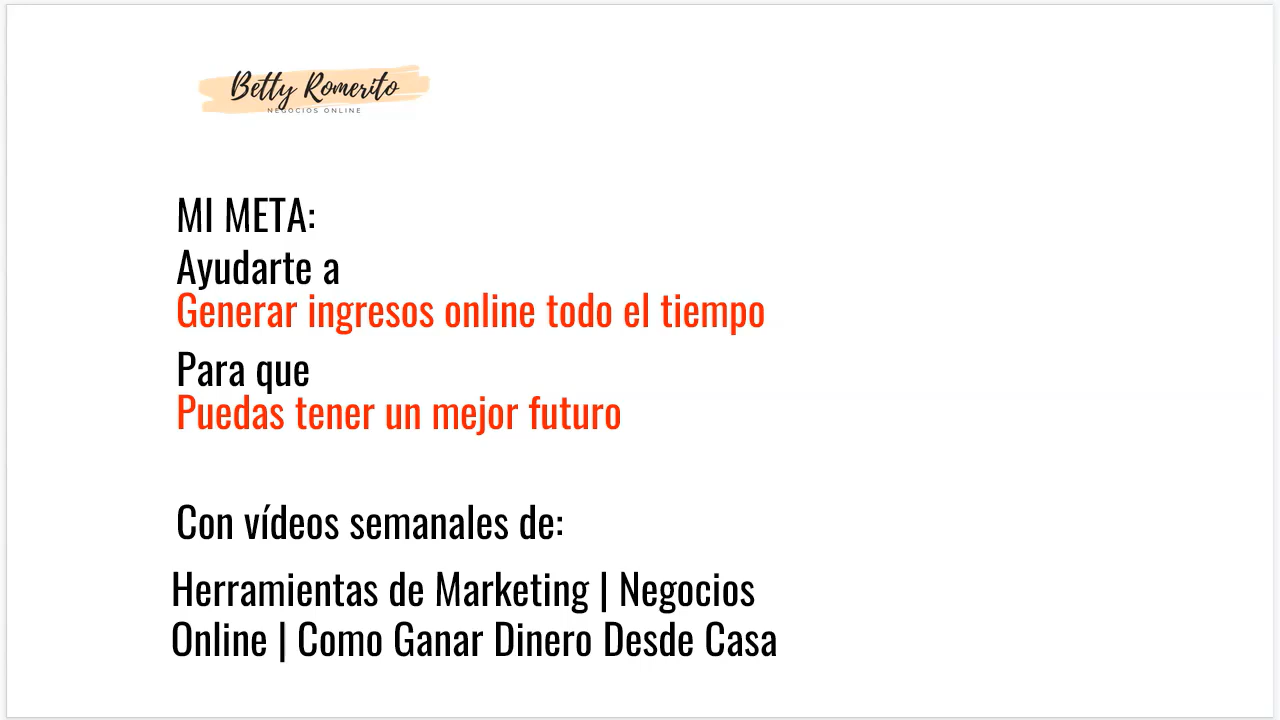 Betty Romerito
NEGOCIOS ONLINE
MI META:
Ayudarte a
Generar ingresos online todo el tiempo
Para que
Puedas tener un mejor futuro
Con vídeos semanales de:
Herramientas de Marketing | Negocios
Online | Como Ganar Dinero Desde Casa